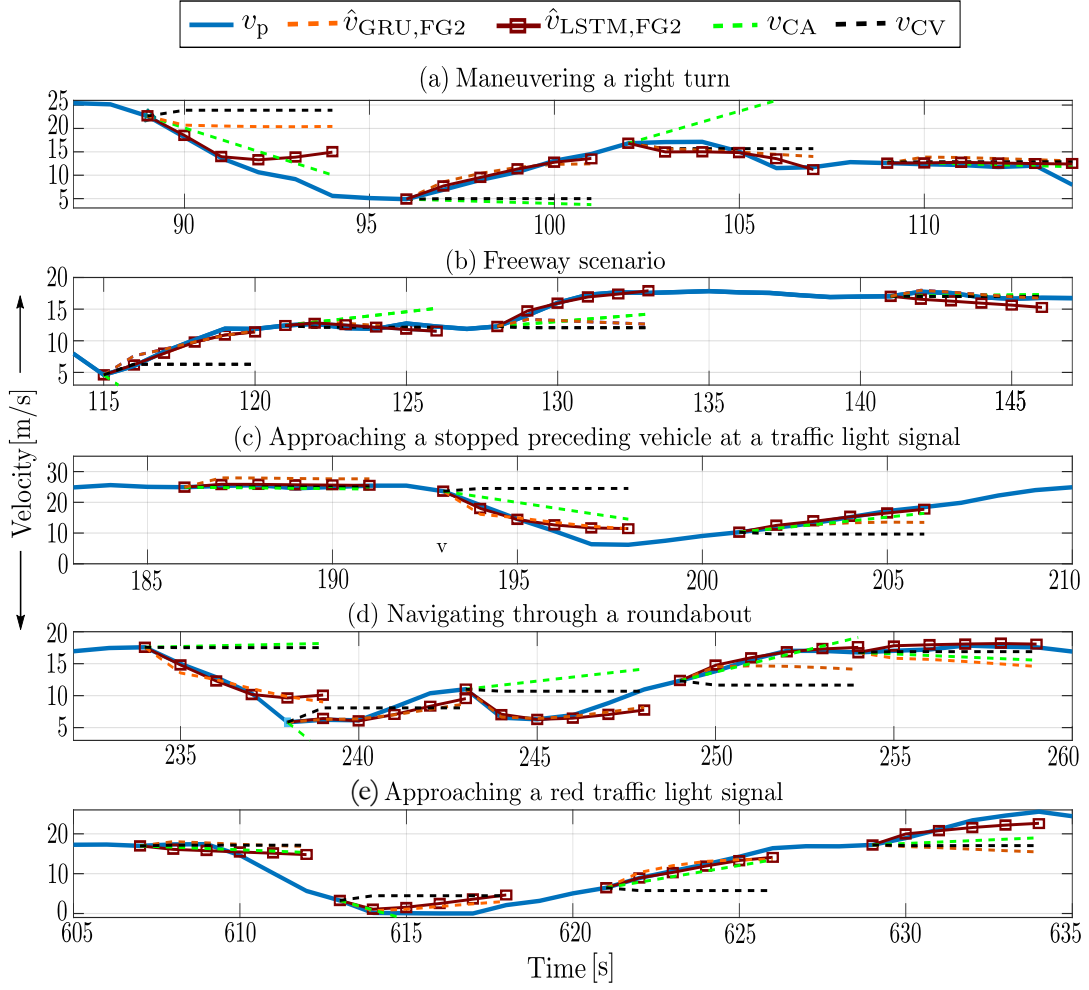 v_p v̂_GRU,FG2 v̂_LSTM,FG2 v_CA v_CV
(a) Maneuvering a right turn
25
20
15
10
5
90 95 100 105 110
(b) Freeway scenario
20
15
10
5
115 120 125 130 135 140 145
(c) Approaching a stopped preceding vehicle at a traffic light signal
30
20
10
0
v
185 190 195 200 205 210
(d) Navigating through a roundabout
20
15
10
5
235 240 245 250 255 260
(e) Approaching a red traffic light signal
20
10
0
605 610 615 620 625 630 635
Time [s]
Velocity [m/s]